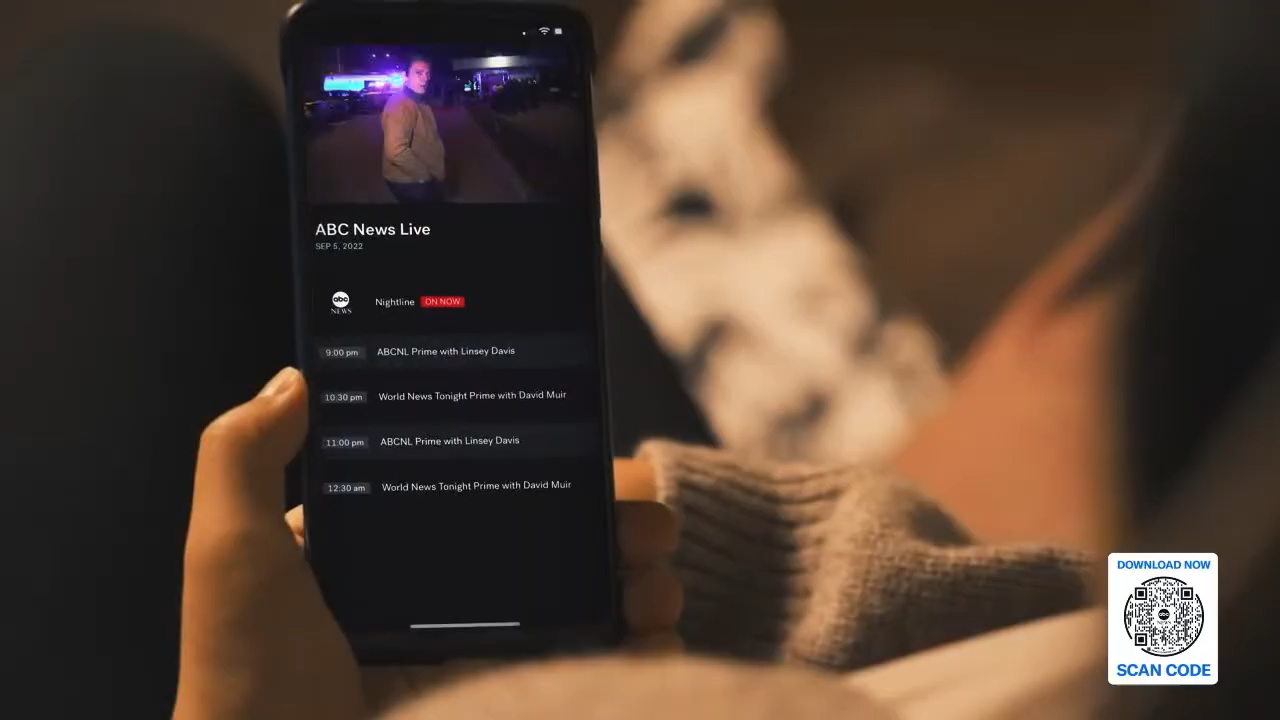 ABC News Live
SEP 5, 2022
abc
NEWS
Nightline ON NOW
9:00 pm ABCNL Prime with Linsey Davis
10:30 pm World News Tonight Prime with David Muir
11:00 pm ABCNL Prime with Linsey Davis
12:30 am World News Tonight Prime with David Muir
DOWNLOAD NOW
abc
NEWS
SCAN CODE